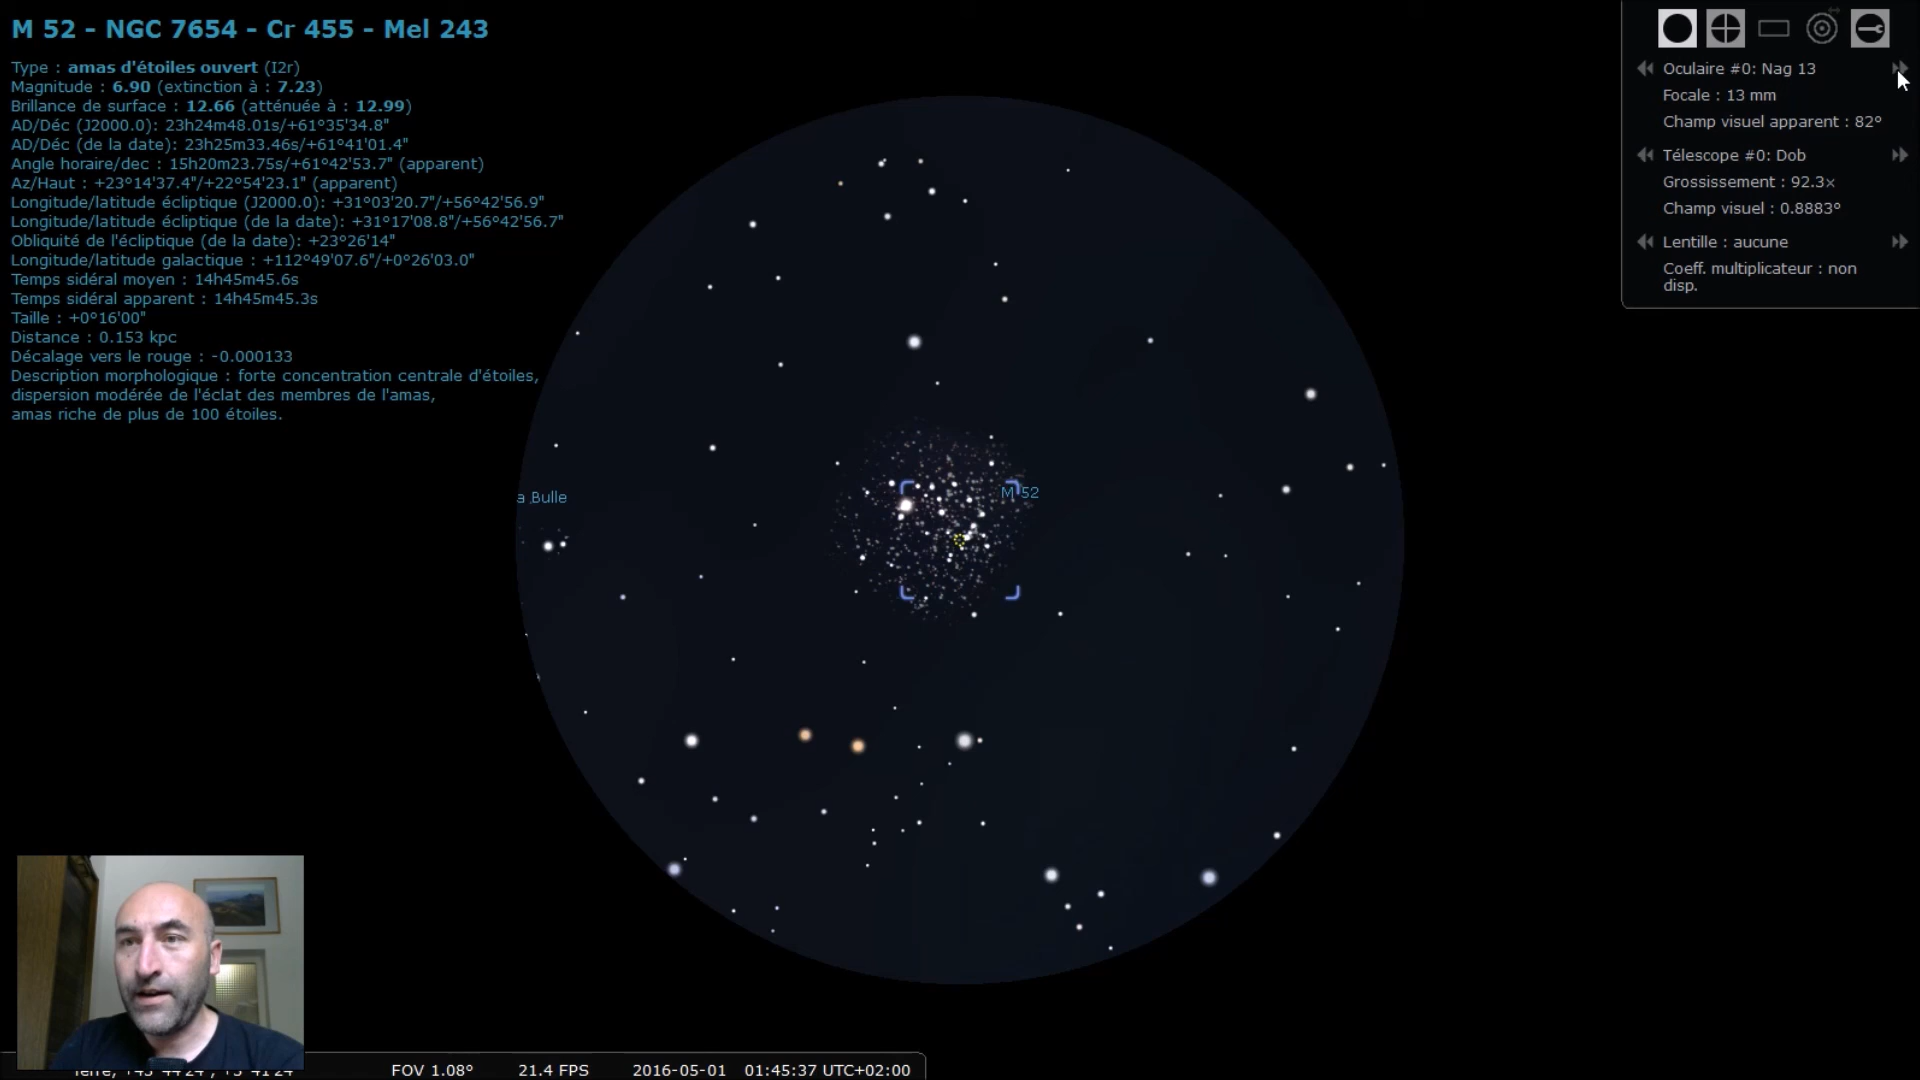 M 52 - NGC 7654 - Cr 455 - Mel 243
Type : amas d'étoiles ouvert (I2r)
Magnitude : 6.90 (extinction à : 7.23)
Brillance de surface : 12.66 (atténuée à : 12.99)
AD/Déc (J2000.0): 23h24m48.01s/+61°35'34.8"
AD/Déc (de la date): 23h25m33.46s/+61°41'01.4"
Angle horaire/dec : 15h20m23.75s/+61°42'53.7" (apparent)
Az/Haut : +23°14'37.4"/+22°54'23.1" (apparent)
Longitude/latitude écliptique (J2000.0): +31°03'20.7"/+56°42'56.9"
Longitude/latitude écliptique (de la date): +31°17'08.8"/+56°42'56.7"
Obliquité de l'écliptique (de la date): +23°26'14"
Longitude/latitude galactique : +112°49'07.6"/+0°26'03.0"
Temps sidéral moyen : 14h45m45.6s
Temps sidéral apparent : 14h45m45.3s
Taille : +0°16'00"
Distance : 0.153 kpc
Décalage vers le rouge : -0.000133
Description morphologique : forte concentration centrale d'étoiles,
dispersion modérée de l'éclat des membres de l'amas,
amas riche de plus de 100 étoiles.
Oculaire #0: Nag 13
Focale : 13 mm
Champ visuel apparent : 82°
Télescope #0: Dob
Grossissement : 92.3×
Champ visuel : 0.8883°
Lentille : aucune
Coeff. multiplicateur : non
disp.
a Bulle
M 52
FOV 1.08° 21.4 FPS 2016-05-01 01:45:37 UTC+02:00